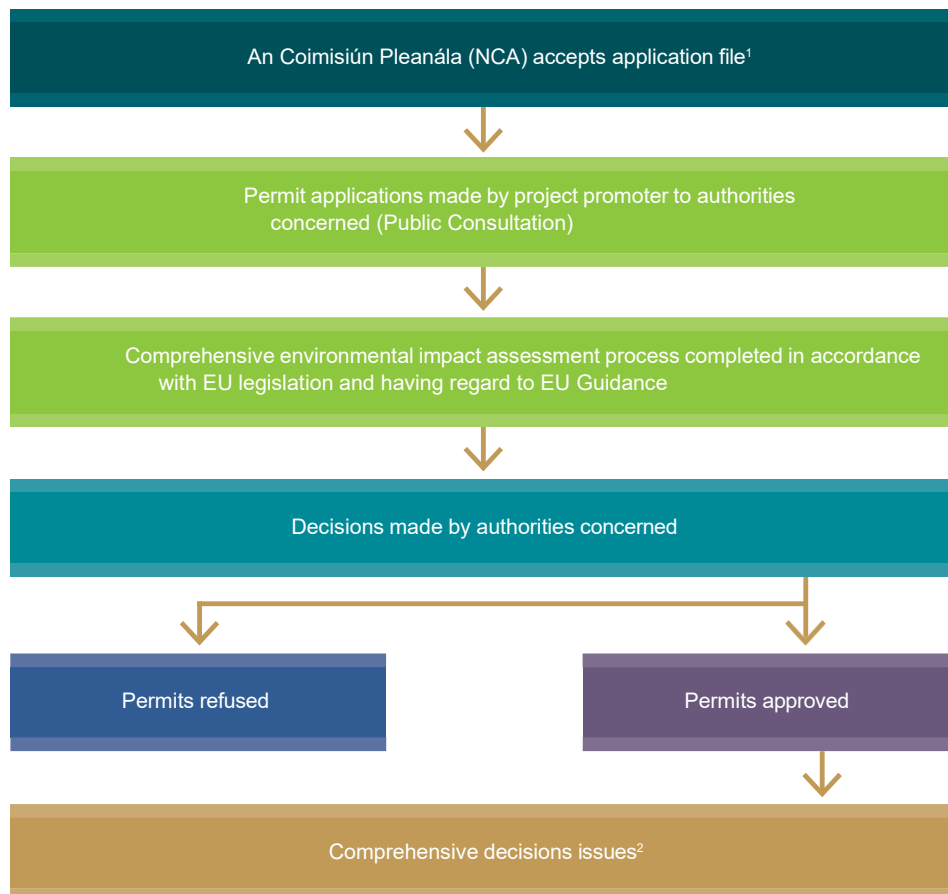 An Coimisiún Pleanála (NCA) accepts application file¹
Permit applications made by project promoter to authorities
concerned (Public Consultation)
Comprehensive environmental impact assessment process completed in accordance
with EU legislation and having regard to EU Guidance
Decisions made by authorities concerned
Permits refused
Permits approved
Comprehensive decisions issues²